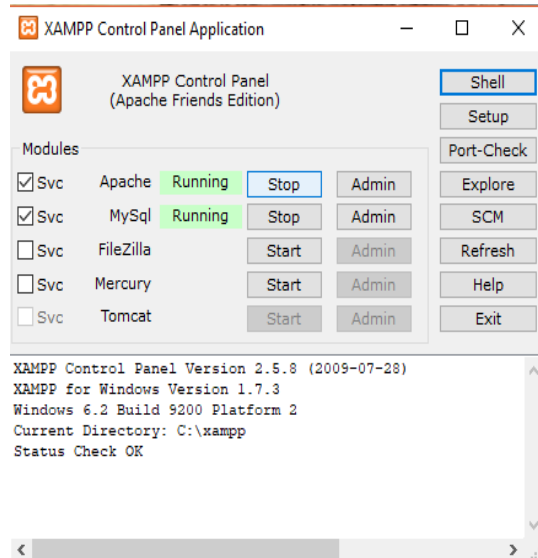 XAMPP Control Panel Application
XAMPP Control Panel
(Apache Friends Edition)
Shell
Setup
Modules
Port-Check
Svc Apache Running Stop Admin Explore
Svc MySql Running Stop Admin SCM
Svc FileZilla Start Admin Refresh
Svc Mercury Start Admin Help
Svc Tomcat Start Admin Exit
XAMPP Control Panel Version 2.5.8 (2009-07-28)
XAMPP for Windows Version 1.7.3
Windows 6.2 Build 9200 Platform 2
Current Directory: C:\xampp
Status Check OK